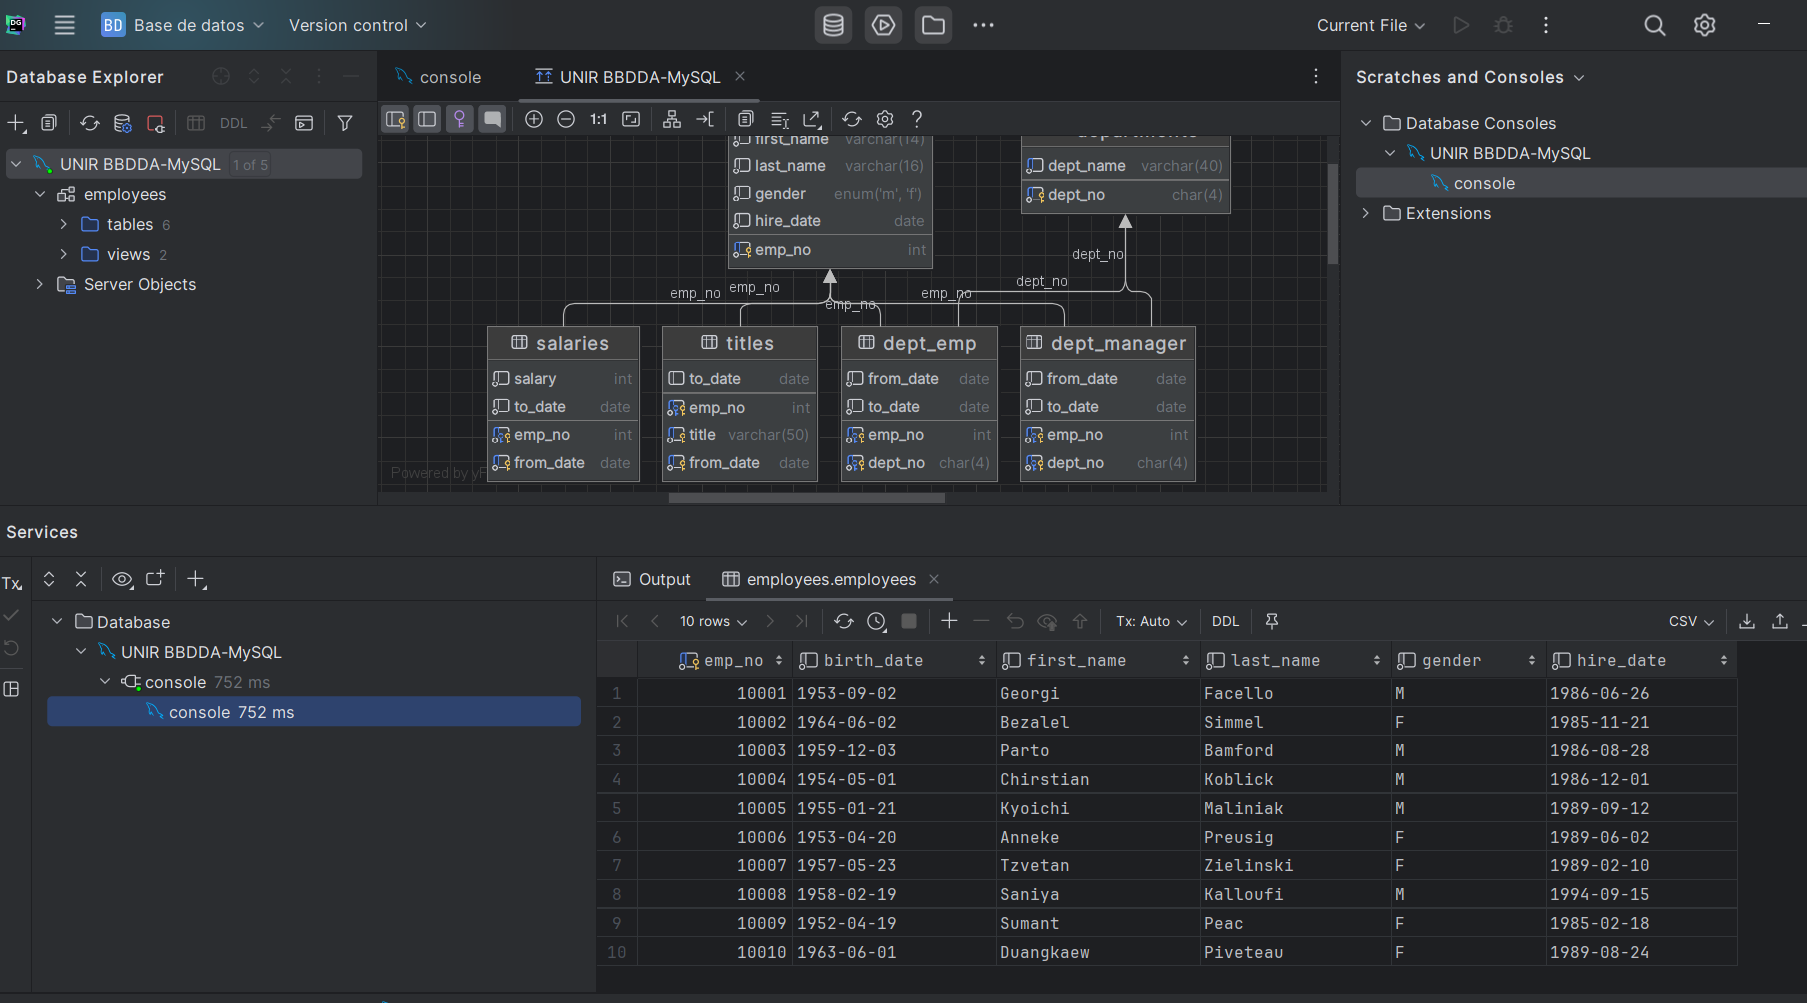 DG
BD Base de datos
Version control
Current File
Database Explorer
DDL
UNIR BBDDA-MySQL 1 of 5
employees
tables 6
views 2
Server Objects
console
UNIR BBDDA-MySQL
1:1
first_name varchar(14)
last_name varchar(16)
gender enum('m', 'f')
hire_date date
emp_no int
departments
dept_name varchar(40)
dept_no char(4)
dept_no
dept_no
emp_no
emp_no
emp_no
emp_no
salaries
salary int
to_date date
emp_no int
from_date date
titles
to_date date
emp_no int
title varchar(50)
from_date date
dept_emp
from_date date
to_date date
emp_no int
dept_no char(4)
dept_manager
from_date date
to_date date
emp_no int
dept_no char(4)
Powered by yF
Scratches and Consoles
Database Consoles
UNIR BBDDA-MySQL
console
Extensions
Services
Tx
Database
UNIR BBDDA-MySQL
console 752 ms
console 752 ms
Output
employees.employees
10 rows
Tx: Auto
DDL
CSV
emp_no birth_date first_name last_name gender hire_date
1 10001 1953-09-02 Georgi Facello M 1986-06-26
2 10002 1964-06-02 Bezalel Simmel F 1985-11-21
3 10003 1959-12-03 Parto Bamford M 1986-08-28
4 10004 1954-05-01 Chirstian Koblick M 1986-12-01
5 10005 1955-01-21 Kyoichi Maliniak M 1989-09-12
6 10006 1953-04-20 Anneke Preusig F 1989-06-02
7 10007 1957-05-23 Tzvetan Zielinski F 1989-02-10
8 10008 1958-02-19 Saniya Kalloufi M 1994-09-15
9 10009 1952-04-19 Sumant Peac F 1985-02-18
10 10010 1963-06-01 Duangkaew Piveteau F 1989-08-24